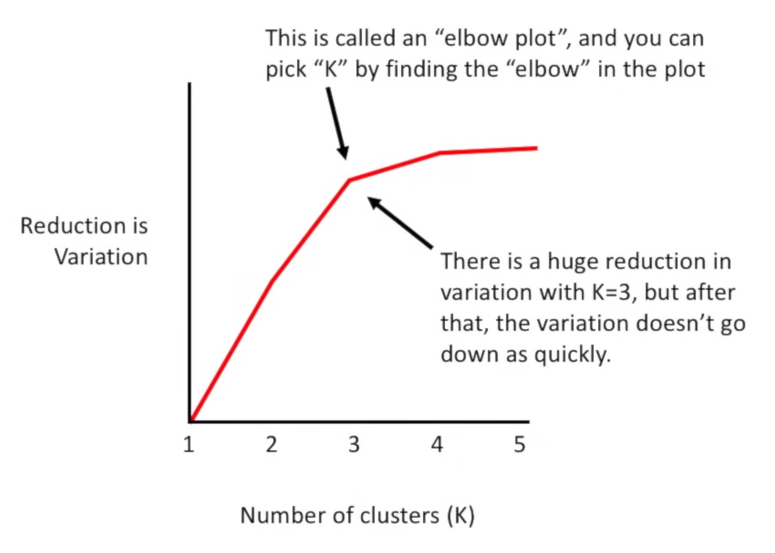 This is called an “elbow plot”, and you can
pick “K” by finding the “elbow” in the plot
Reduction is
Variation
There is a huge reduction in
variation with K=3, but after
that, the variation doesn’t go
down as quickly.
1 2 3 4 5
Number of clusters (K)